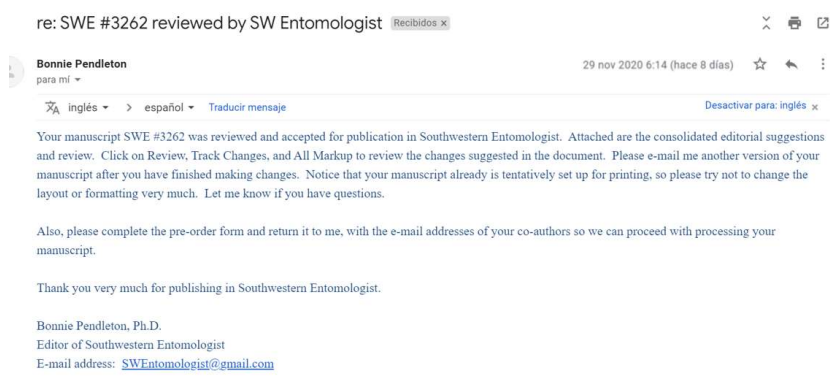 re: SWE #3262 reviewed by SW Entomologist Recibidos x
Bonnie Pendleton 29 nov 2020 6:14 (hace 8 días)
para mí
inglés > español Traducir mensaje Desactivar para: inglés x
Your manuscript SWE #3262 was reviewed and accepted for publication in Southwestern Entomologist. Attached are the consolidated editorial suggestions
and review. Click on Review, Track Changes, and All Markup to review the changes suggested in the document. Please e-mail me another version of your
manuscript after you have finished making changes. Notice that your manuscript already is tentatively set up for printing, so please try not to change the
layout or formatting very much. Let me know if you have questions.
Also, please complete the pre-order form and return it to me, with the e-mail addresses of your co-authors so we can proceed with processing your
manuscript.
Thank you very much for publishing in Southwestern Entomologist.
Bonnie Pendleton, Ph.D.
Editor of Southwestern Entomologist
E-mail address: SWEntomologist@gmail.com